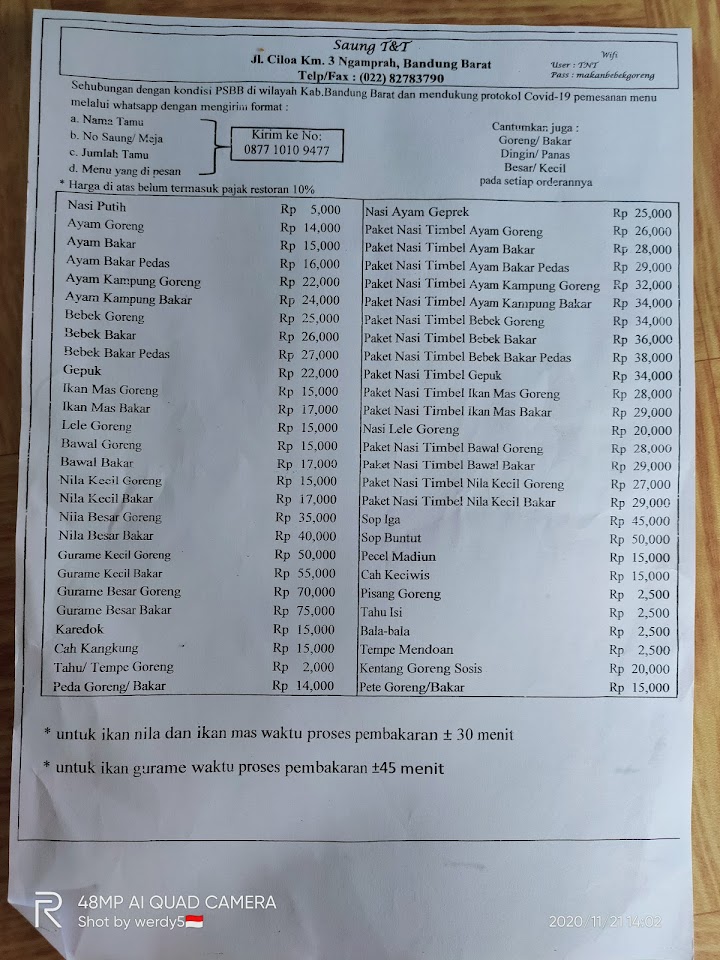 Saung T&T
Jl. Ciloa Km. 3 Ngamprah, Bandung Barat
Telp/Fax : (022) 82783790
Wifi
User : TNT
Pass : makanbebekgoreng
Sehubungan dengan kondisi PSBB di wilayah Kab.Bandung Barat dan mendukung protokol Covid-19 pemesanan menu
melalui whatsapp dengan mengirim format :
a. Nama Tamu
b. No Saung/ Meja
c. Jumlah Tamu
d. Menu yang di pesan
Kirim ke No:
0877 1010 9477
Cantumkan juga :
Goreng/ Bakar
Dingin/ Panas
Besar/ Kecil
pada setiap orderannya
* Harga di atas belum termasuk pajak restoran 10%
Nasi Putih Rp 5,000
Ayam Goreng Rp 14,000
Ayam Bakar Rp 15,000
Ayam Bakar Pedas Rp 16,000
Ayam Kampung Goreng Rp 22,000
Ayam Kampung Bakar Rp 24,000
Bebek Goreng Rp 25,000
Bebek Bakar Rp 26,000
Bebek Bakar Pedas Rp 27,000
Gepuk Rp 22,000
Ikan Mas Goreng Rp 15,000
Ikan Mas Bakar Rp 17,000
Lele Goreng Rp 15,000
Bawal Goreng Rp 15,000
Bawal Bakar Rp 17,000
Nila Kecil Goreng Rp 15,000
Nila Kecil Bakar Rp 17,000
Nila Besar Goreng Rp 35,000
Nila Besar Bakar Rp 40,000
Gurame Kecil Goreng Rp 50,000
Gurame Kecil Bakar Rp 55,000
Gurame Besar Goreng Rp 70,000
Gurame Besar Bakar Rp 75,000
Karedok Rp 15,000
Cah Kangkung Rp 15,000
Tahu/ Tempe Goreng Rp 2,000
Peda Goreng/ Bakar Rp 14,000
Nasi Ayam Geprek Rp 25,000
Paket Nasi Timbel Ayam Goreng Rp 26,000
Paket Nasi Timbel Ayam Bakar Rp 28,000
Paket Nasi Timbel Ayam Bakar Pedas Rp 29,000
Paket Nasi Timbel Ayam Kampung Goreng Rp 32,000
Paket Nasi Timbel Ayam Kampung Bakar Rp 34,000
Paket Nasi Timbel Bebek Goreng Rp 34,000
Paket Nasi Timbel Bebek Bakar Rp 36,000
Paket Nasi Timbel Bebek Bakar Pedas Rp 38,000
Paket Nasi Timbel Gepuk Rp 34,000
Paket Nasi Timbel Ikan Mas Goreng Rp 28,000
Paket Nasi Timbel Ikan Mas Bakar Rp 29,000
Nasi Lele Goreng Rp 20,000
Paket Nasi Timbel Bawal Goreng Rp 28,000
Paket Nasi Timbel Bawal Bakar Rp 29,000
Paket Nasi Timbel Nila Kecil Goreng Rp 27,000
Paket Nasi Timbel Nila Kecil Bakar Rp 29,000
Sop Iga Rp 45,000
Sop Buntut Rp 50,000
Pecel Madiun Rp 15,000
Cah Keciwis Rp 15,000
Pisang Goreng Rp 2,500
Tahu Isi Rp 2,500
Bala-bala Rp 2,500
Tempe Mendoan Rp 2,500
Kentang Goreng Sosis Rp 20,000
Pete Goreng/Bakar Rp 15,000
* untuk ikan nila dan ikan mas waktu proses pembakaran ± 30 menit
* untuk ikan gurame waktu proses pembakaran ±45 menit
R
48MP AI QUAD CAMERA
Shot by werdy5
2020/11/21 14:02